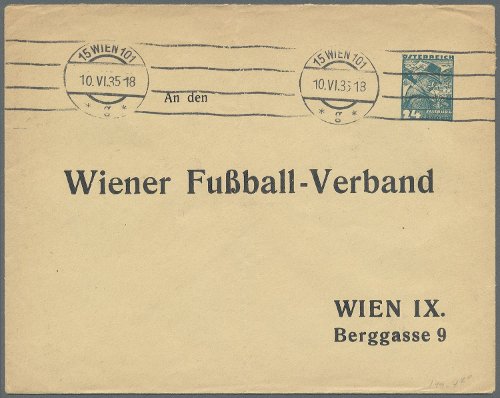 15 WIEN 101
10.VI.35-18
* g *
15 WIEN 101
10.VI.35 18
* g *
ÖSTERREICH
24
An den
Wiener Fußball-Verband
WIEN IX.
Berggasse 9